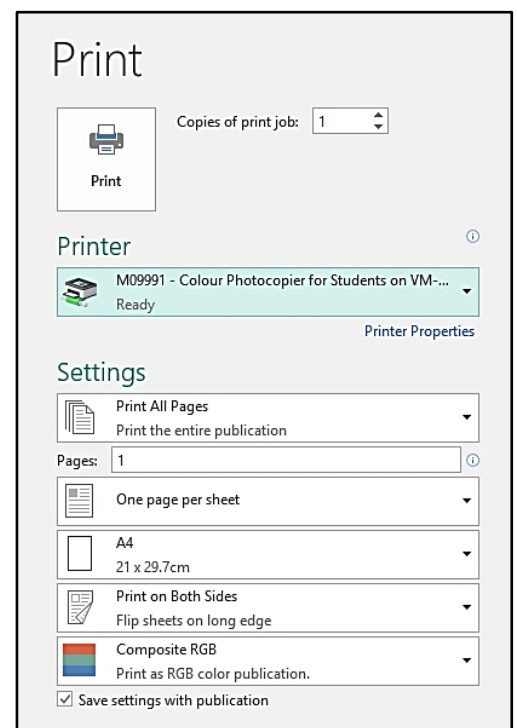 Print
Copies of print job: 1
Print
Printer
M09991 - Colour Photocopier for Students on VM-...
Ready
Printer Properties
Settings
Print All Pages
Print the entire publication
Pages: 1
One page per sheet
A4
21 x 29.7cm
Print on Both Sides
Flip sheets on long edge
Composite RGB
Print as RGB color publication.
Save settings with publication